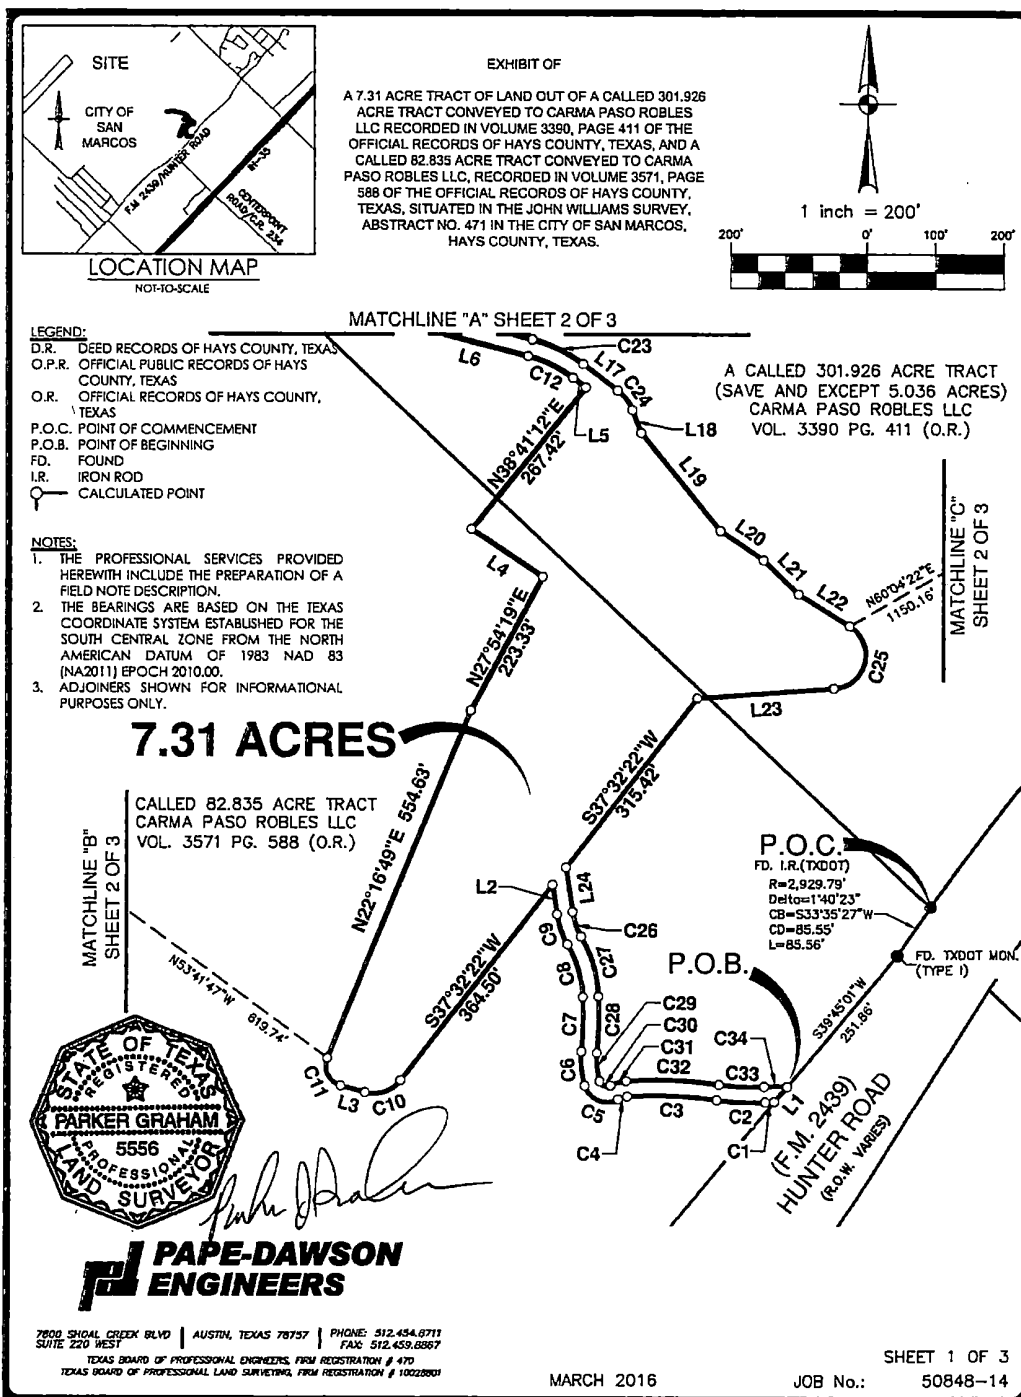 SITE
CITY OF
SAN
MARCOS
F.M 2439/HUNTER ROAD
IH-35
CENTERPOINT
ROAD/C.R. 234
LOCATION MAP
NOT-TO-SCALE
EXHIBIT OF
A 7.31 ACRE TRACT OF LAND OUT OF A CALLED 301.926
ACRE TRACT CONVEYED TO CARMA PASO ROBLES
LLC RECORDED IN VOLUME 3390, PAGE 411 OF THE
OFFICIAL RECORDS OF HAYS COUNTY, TEXAS, AND A
CALLED 82.835 ACRE TRACT CONVEYED TO CARMA
PASO ROBLES LLC, RECORDED IN VOLUME 3571, PAGE
588 OF THE OFFICIAL RECORDS OF HAYS COUNTY,
TEXAS, SITUATED IN THE JOHN WILLIAMS SURVEY,
ABSTRACT NO. 471 IN THE CITY OF SAN MARCOS,
HAYS COUNTY, TEXAS.
1 inch = 200'
200' 0' 100' 200'
MATCHLINE "A" SHEET 2 OF 3
LEGEND:
D.R. DEED RECORDS OF HAYS COUNTY, TEXAS
O.P.R. OFFICIAL PUBLIC RECORDS OF HAYS
COUNTY, TEXAS
O.R. OFFICIAL RECORDS OF HAYS COUNTY,
TEXAS
P.O.C. POINT OF COMMENCEMENT
P.O.B. POINT OF BEGINNING
FD. FOUND
I.R. IRON ROD
CALCULATED POINT
NOTES:
1. THE PROFESSIONAL SERVICES PROVIDED
HEREWITH INCLUDE THE PREPARATION OF A
FIELD NOTE DESCRIPTION.
2. THE BEARINGS ARE BASED ON THE TEXAS
COORDINATE SYSTEM ESTABLISHED FOR THE
SOUTH CENTRAL ZONE FROM THE NORTH
AMERICAN DATUM OF 1983 NAD 83
(NA2011) EPOCH 2010.00.
3. ADJOINERS SHOWN FOR INFORMATIONAL
PURPOSES ONLY.
L6
C23
C12
L17
C24
L5
L18
A CALLED 301.926 ACRE TRACT
(SAVE AND EXCEPT 5.036 ACRES)
CARMA PASO ROBLES LLC
VOL. 3390 PG. 411 (O.R.)
N38°41'12"E
267.42'
L19
L20
L21
L22
L4
N60°04'22"E
1150.16'
MATCHLINE "C"
SHEET 2 OF 3
N27°54'19"E
223.33'
C25
L23
7.31 ACRES
S37°32'22"W
315.42'
CALLED 82.835 ACRE TRACT
CARMA PASO ROBLES LLC
VOL. 3571 PG. 588 (O.R.)
MATCHLINE "B"
SHEET 2 OF 3
N22°16'49"E 554.63'
P.O.C.
FD. I.R.(TXDOT)
R=2,929.79'
Delta=1°40'23"
CB=S33°35'27"W
CD=85.55'
L=85.56'
L2
L24
C9
C26
C8
C27
FD. TXDOT MON.
(TYPE I)
P.O.B.
S37°32'22"W
364.50'
N53°41'47"W
619.74'
S39°45'01"W
251.86'
C7
C28
C29
C30
C31
C34
C6
C32
C33
C11
L3
C10
C5
C3
C2
L1
C4
C1
(F.M. 2439)
HUNTER ROAD
(R.O.W. VARIES)
STATE OF TEXAS
REGISTERED
PARKER GRAHAM
5556
PROFESSIONAL
LAND SURVEYOR
PAPE-DAWSON
ENGINEERS
7800 SHOAL CREEK BLVD | AUSTIN, TEXAS 78757 | PHONE: 512.454.8711
SUITE 220 WEST FAX: 512.459.8867
TEXAS BOARD OF PROFESSIONAL ENGINEERS, FIRM REGISTRATION # 470
TEXAS BOARD OF PROFESSIONAL LAND SURVEYING, FIRM REGISTRATION # 10028801
MARCH 2016
SHEET 1 OF 3
JOB No.: 50848-14